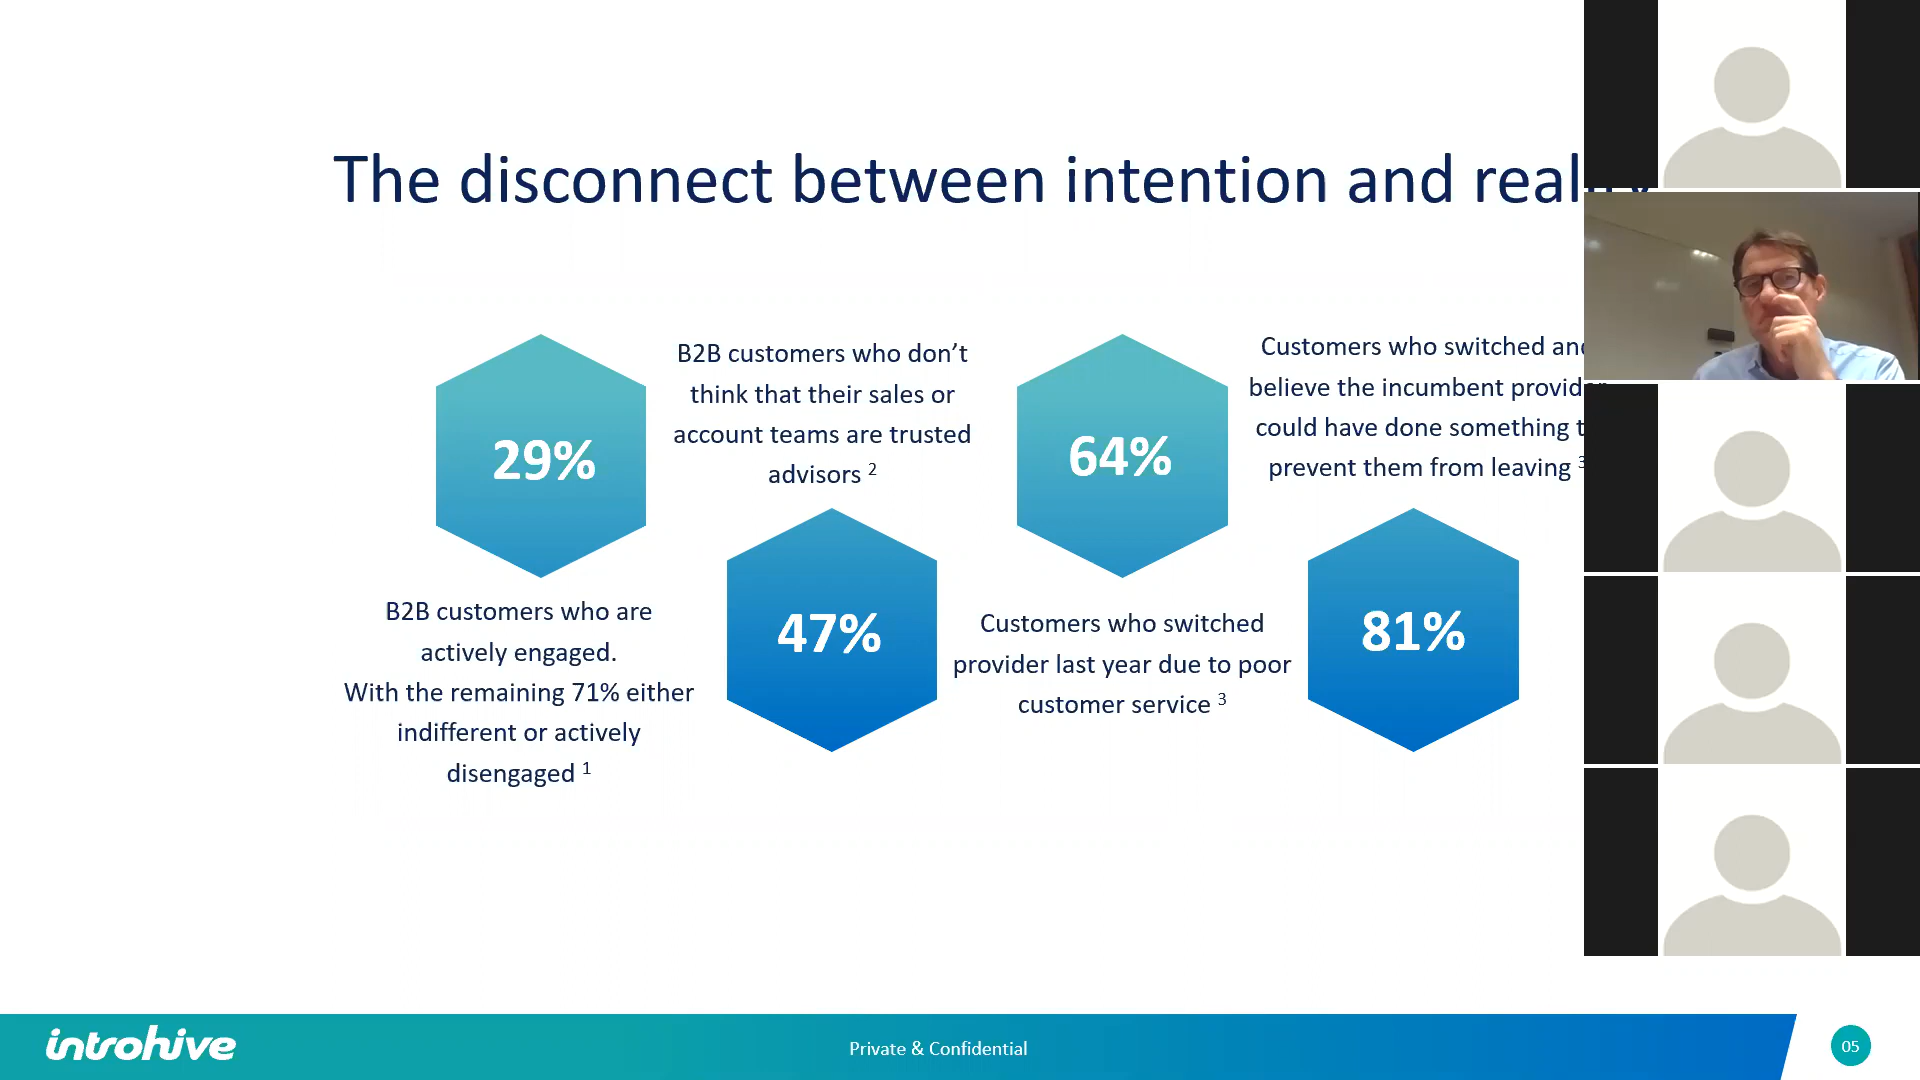 The disconnect between intention and reality
29%
B2B customers who are
actively engaged.
With the remaining 71% either
indifferent or actively
disengaged 1
B2B customers who don’t
think that their sales or
account teams are trusted
advisors 2
47%
64%
Customers who switched
provider last year due to poor
customer service 3
Customers who switched and
believe the incumbent provider
could have done something
prevent them from leaving 3
81%
introhive
Private & Confidential
05